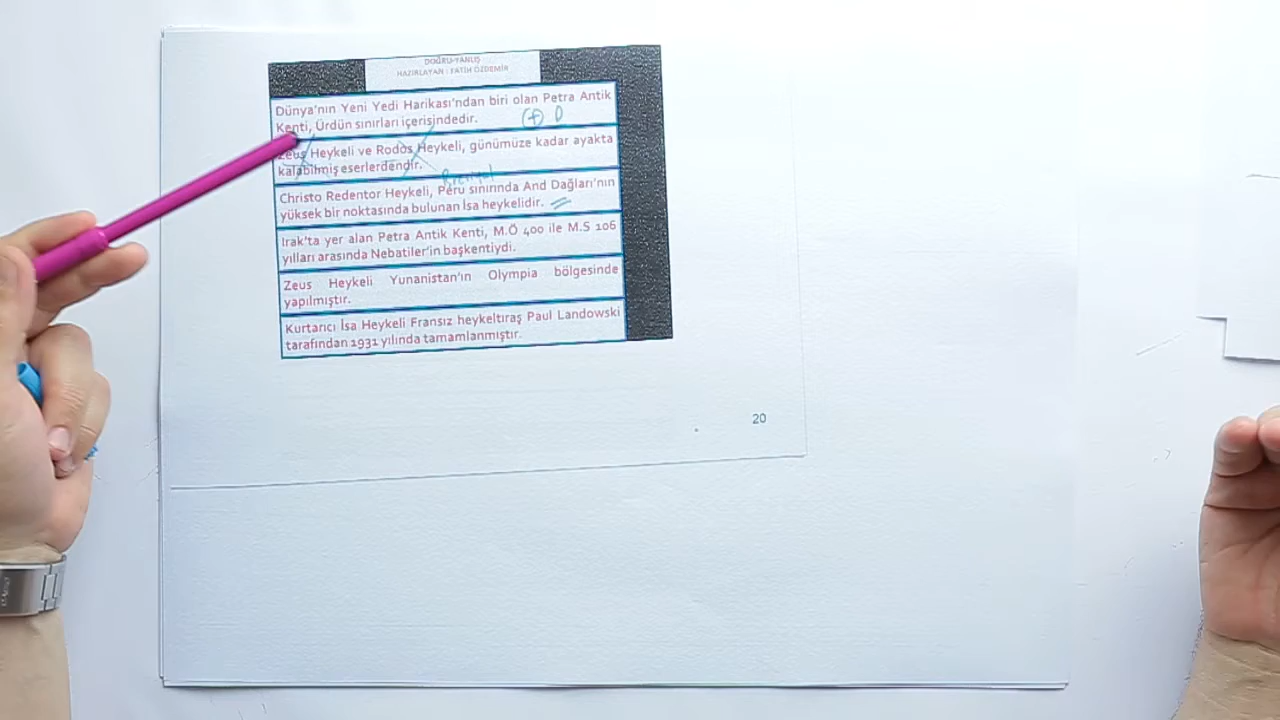 DOĞRU-YANLIŞ
HAZIRLAYAN : FATİH ÖZDEMİR
Dünya'nın Yeni Yedi Harikası'ndan biri olan Petra Antik
Kenti, Ürdün sınırları içerisindedir. (+) D
Zeus Heykeli ve Rodos Heykeli, günümüze kadar ayakta
kalabilmiş eserlerdendir.
Christo Redentor Heykeli, Peru sınırında And Dağları'nın
yüksek bir noktasında bulunan İsa heykelidir.
Irak'ta yer alan Petra Antik Kenti, M.Ö 400 ile M.S 106
yılları arasında Nebatiler'in başkentiydi.
Zeus Heykeli Yunanistan'ın Olympia bölgesinde
yapılmıştır.
Kurtarıcı İsa Heykeli Fransız heykeltıraş Paul Landowski
tarafından 1931 yılında tamamlanmıştır.
20